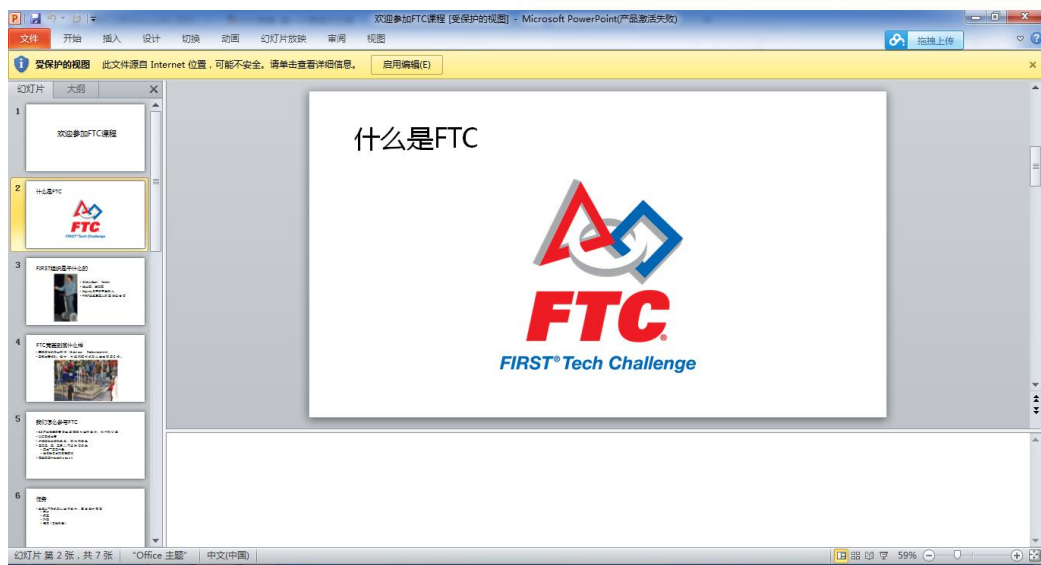 欢迎参加FTC课程 [受保护的视图] - Microsoft PowerPoint(产品激活失败)
文件 开始 插入 设计 切换 动画 幻灯片放映 审阅 视图 拖拽上传
受保护的视图 此文件源自 Internet 位置，可能不安全。请单击查看详细信息。 启用编辑(E)
幻灯片 大纲
1
欢迎参加FTC课程
2
什么是FTC
FTC
FIRST® Tech Challenge
3
FIRST组织是干什么的
4
FTC竞赛到底什么样
5
我们怎么参与FTC
6
任务
什么是FTC
FTC®
FIRST® Tech Challenge
幻灯片 第 2 张，共 7 张 "Office 主题" 中文(中国) 59%